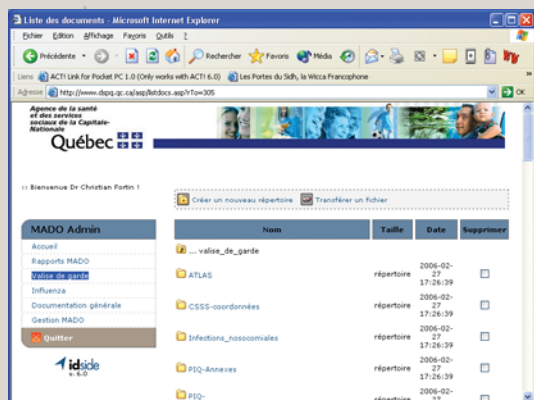 Liste des documents - Microsoft Internet Explorer
Fichier Edition Affichage Favoris Outils ?
Précédente Rechercher Favoris Média
Liens ACT! Link for Pocket PC 1.0 (Only works with ACT! 6.0) Les Portes du Sidh, la Wicca Francophone
Adresse http://www.dspq.qc.ca/asp/listdocs.asp?rTo=305 OK
Agence de la santé
et des services
sociaux de la Capitale-
Nationale
Québec
:: Bienvenue Dr Christian Fortin !
Créer un nouveau répertoire Transférer un fichier
MADO Admin
Accueil
Rapports MADO
Valise de garde
Influenza
Documentation générale
Gestion MADO
Quitter
idside
v. 6.0
Nom Taille Date Supprimer
... valise_de_garde
ATLAS répertoire 2006-02-
27
17:26:39
CSSS-coordonnées répertoire 2006-02-
27
17:26:39
Infections_nosocomiales répertoire 2006-02-
27
17:26:39
PIQ-Annexes répertoire 2006-02-
27
17:26:39
PIQ- répertoire 2006-02-